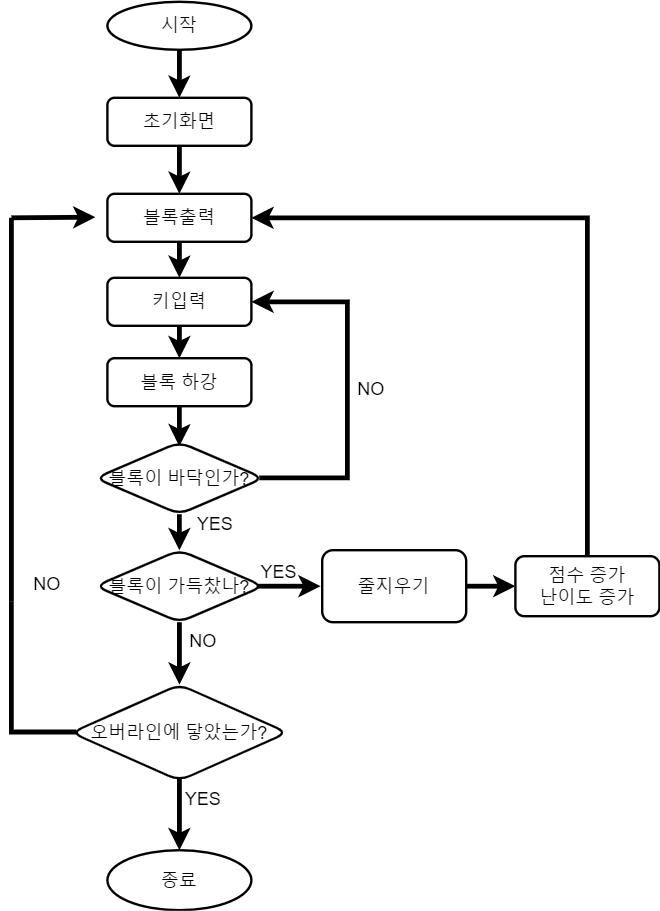 시작
초기화면
블록출력
키입력
블록 하강
NO
블록이 바닥인가?
YES
블록이 가득찼나?
YES
줄지우기
점수 증가
난이도 증가
NO
NO
오버라인에 닿았는가?
YES
종료